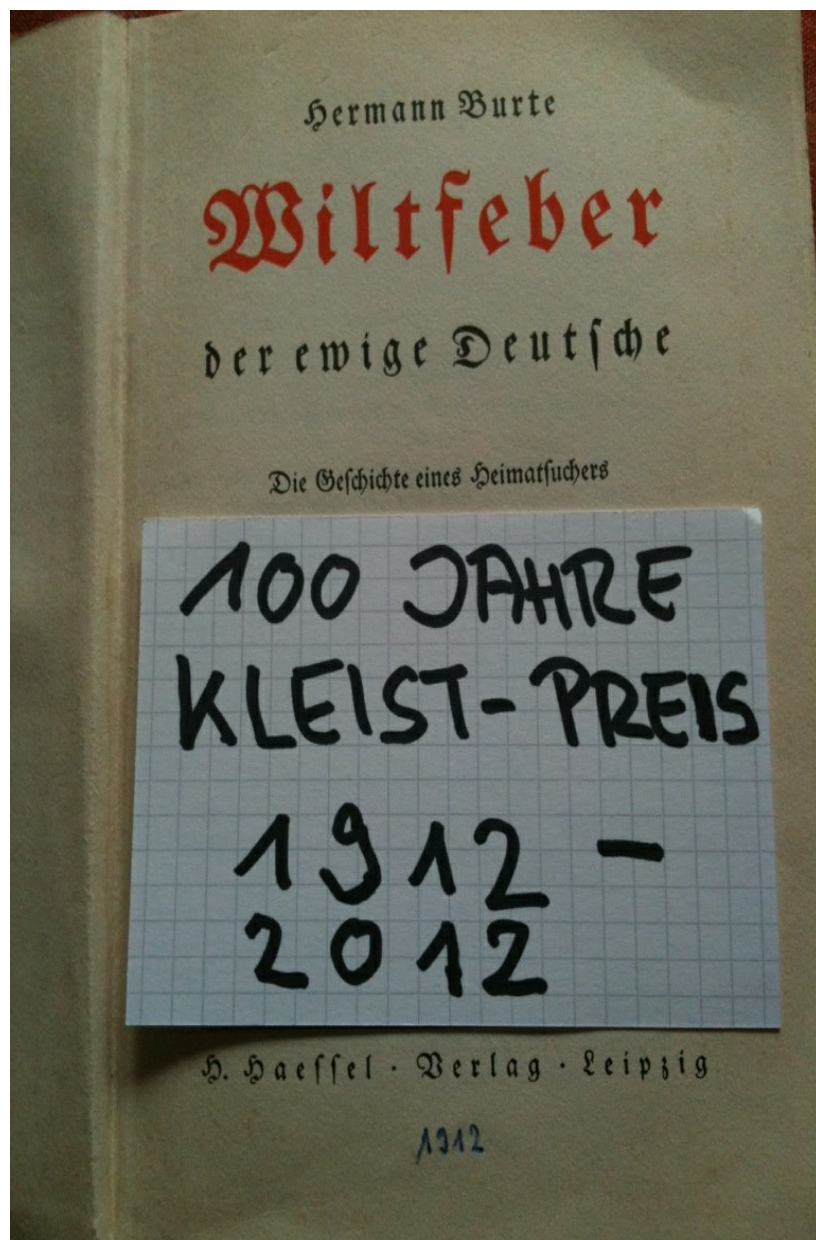 Hermann Burte
Wiltfeber
der ewige Deutſche
Die Geſchichte eines Heimatſuchers
100 JAHRE
KLEIST-PREIS
1912 -
2012
H. Haeſſel · Verlag · Leipzig
1912